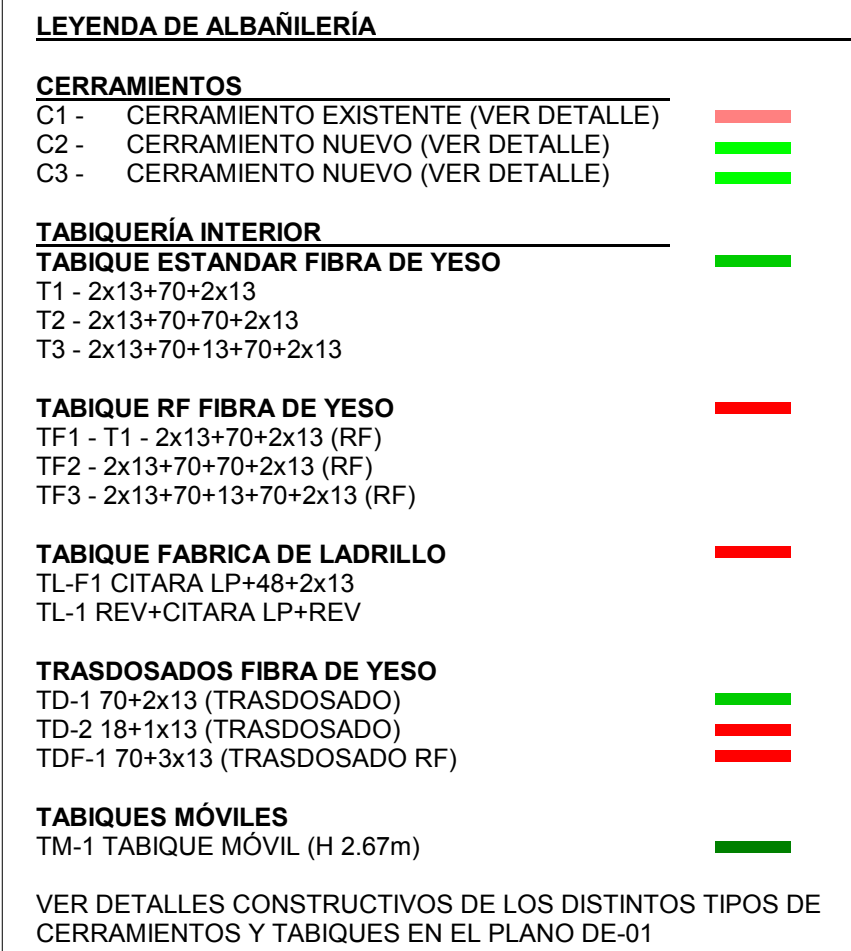 LEYENDA DE ALBAÑILERÍA
CERRAMIENTOS
C1 - CERRAMIENTO EXISTENTE (VER DETALLE)
C2 - CERRAMIENTO NUEVO (VER DETALLE)
C3 - CERRAMIENTO NUEVO (VER DETALLE)
TABIQUERÍA INTERIOR
TABIQUE ESTANDAR FIBRA DE YESO
T1 - 2x13+70+2x13
T2 - 2x13+70+70+2x13
T3 - 2x13+70+13+70+2x13
TABIQUE RF FIBRA DE YESO
TF1 - T1 - 2x13+70+2x13 (RF)
TF2 - 2x13+70+70+2x13 (RF)
TF3 - 2x13+70+13+70+2x13 (RF)
TABIQUE FABRICA DE LADRILLO
TL-F1 CITARA LP+48+2x13
TL-1 REV+CITARA LP+REV
TRASDOSADOS FIBRA DE YESO
TD-1 70+2x13 (TRASDOSADO)
TD-2 18+1x13 (TRASDOSADO)
TDF-1 70+3x13 (TRASDOSADO RF)
TABIQUES MÓVILES
TM-1 TABIQUE MÓVIL (H 2.67m)
VER DETALLES CONSTRUCTIVOS DE LOS DISTINTOS TIPOS DE
CERRAMIENTOS Y TABIQUES EN EL PLANO DE-01